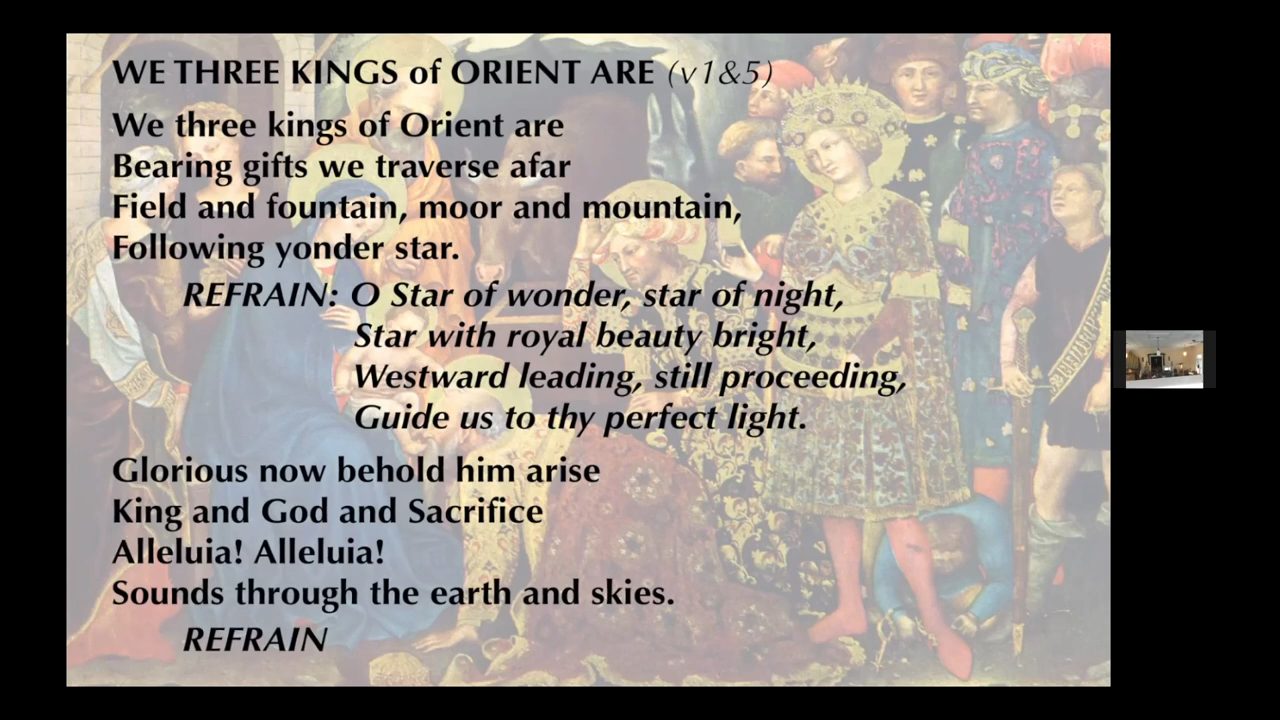 WE THREE KINGS of ORIENT ARE (v1&5)
We three kings of Orient are
Bearing gifts we traverse afar
Field and fountain, moor and mountain,
Following yonder star.
REFRAIN: O Star of wonder, star of night,
Star with royal beauty bright,
Westward leading, still proceeding,
Guide us to thy perfect light.
Glorious now behold him arise
King and God and Sacrifice
Alleluia! Alleluia!
Sounds through the earth and skies.
REFRAIN